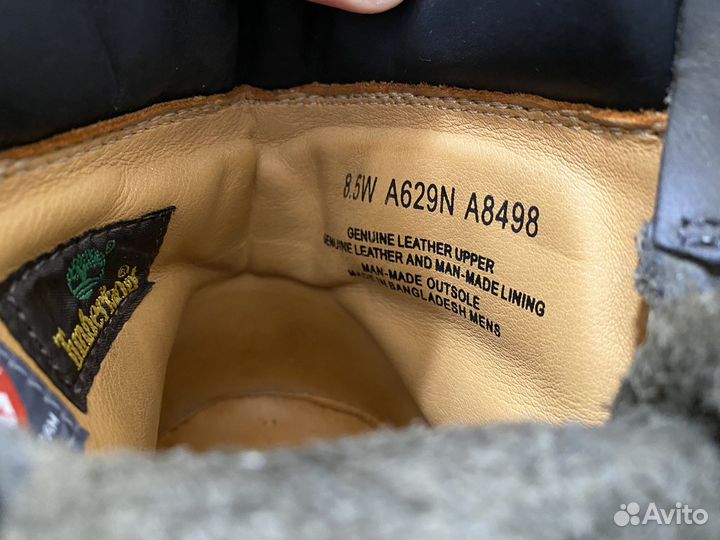 8.5W A629N A8498
GENUINE LEATHER UPPER
GENUINE LEATHER AND MAN-MADE LINING
MAN-MADE OUTSOLE
MADE IN BANGLADESH MENS
Timberland®
Avito